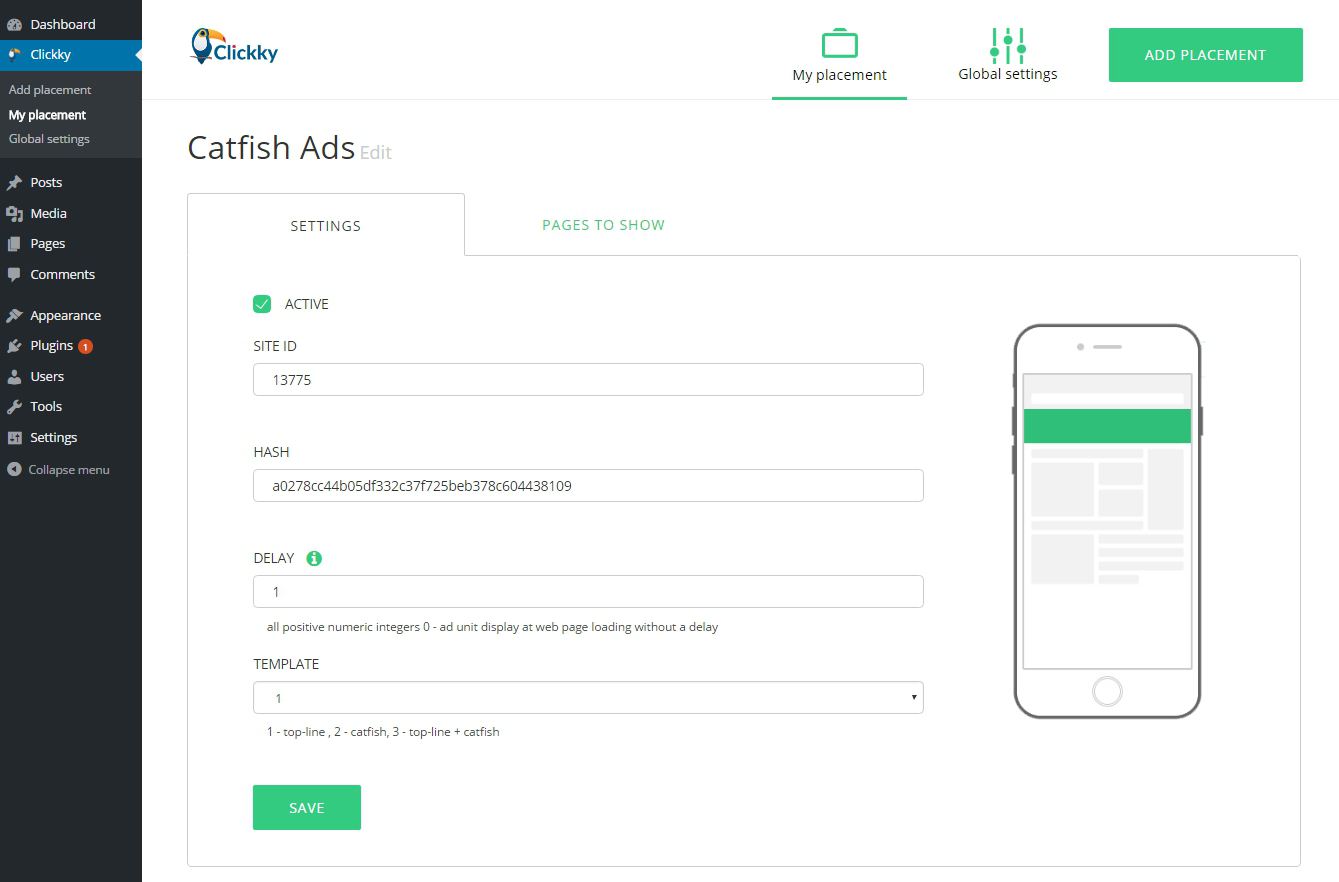 Dashboard
Clickky
Add placement
My placement
Global settings
Posts
Media
Pages
Comments
Appearance
Plugins 1
Users
Tools
Settings
Collapse menu
Clickky
My placement
Global settings
ADD PLACEMENT
Catfish Ads Edit
SETTINGS
PAGES TO SHOW
ACTIVE
SITE ID
13775
HASH
a0278cc44b05df332c37f725beb378c604438109
DELAY
1
all positive numeric integers 0 - ad unit display at web page loading without a delay
TEMPLATE
1
1 - top-line , 2 - catfish, 3 - top-line + catfish
SAVE